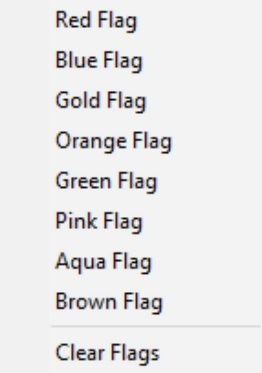 Red Flag
Blue Flag
Gold Flag
Orange Flag
Green Flag
Pink Flag
Aqua Flag
Brown Flag
Clear Flags